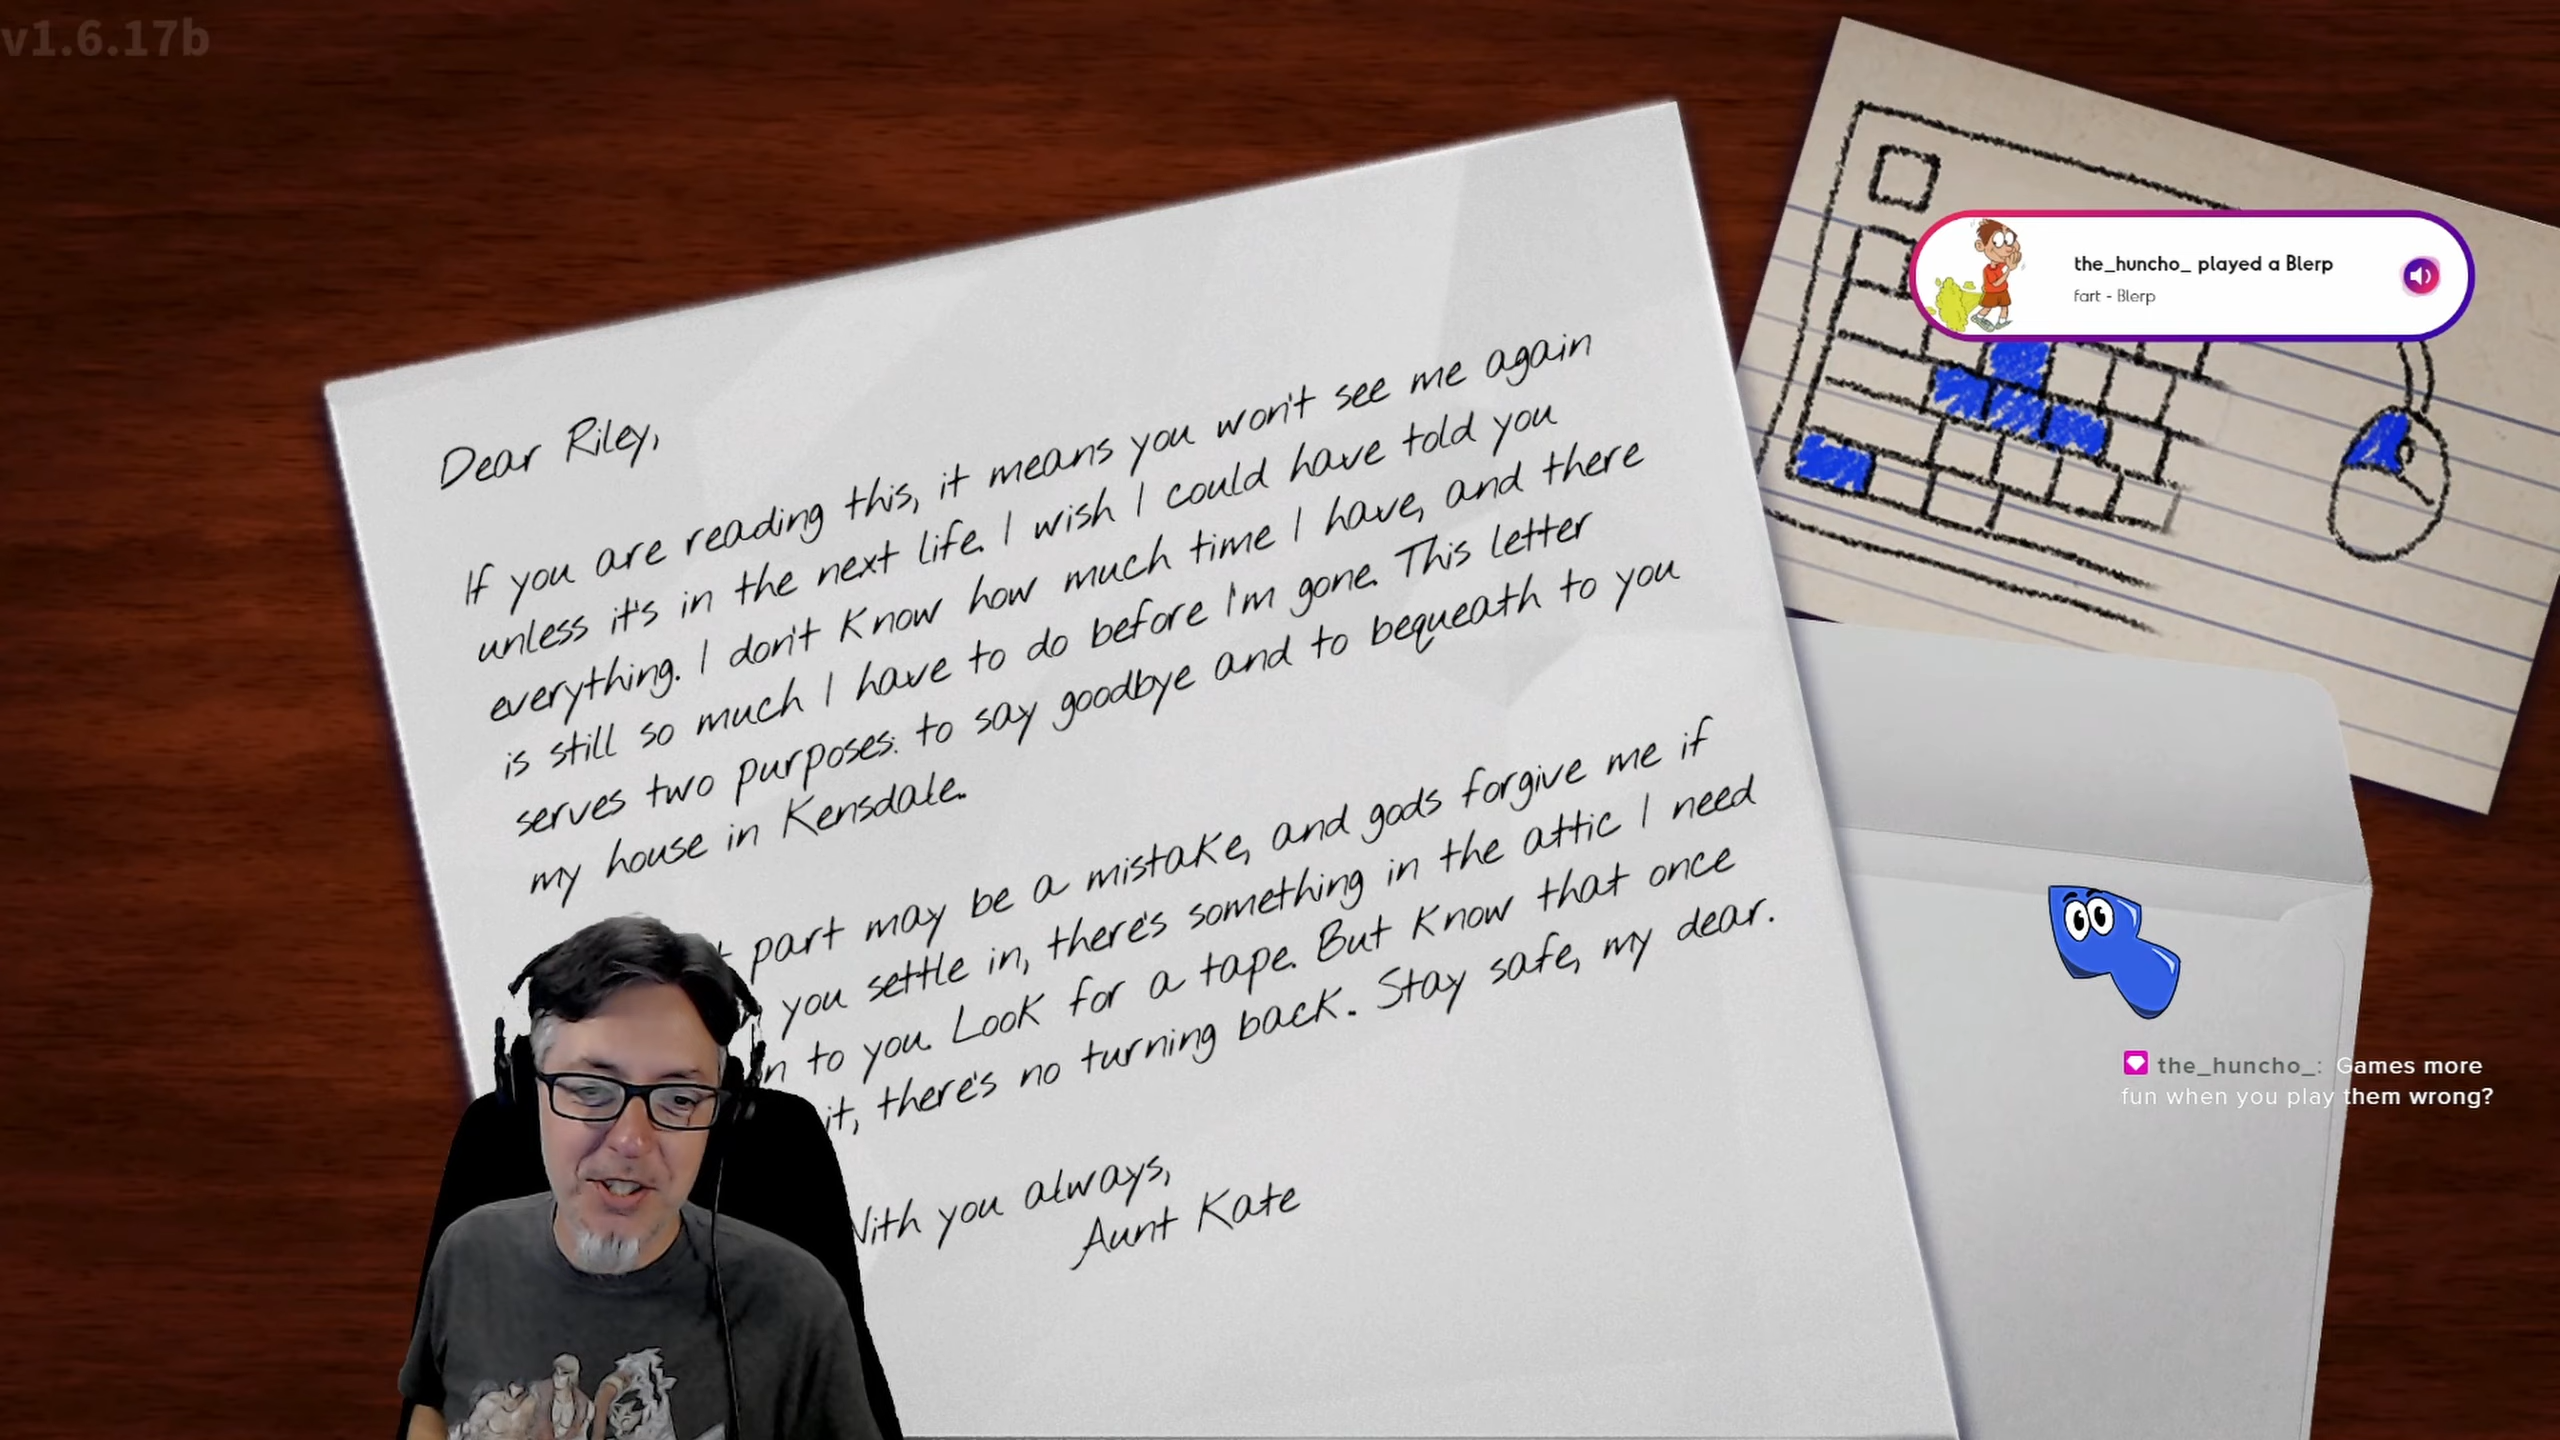 v1.6.17b
Dear Riley,
If you are reading this, it means you won't see me again
unless it's in the next life. I wish I could have told you
everything. I don't know how much time I have, and there
is still so much I have to do before I'm gone. This letter
serves two purposes: to say goodbye and to bequeath to you
my house in Kensdale.
part may be a mistake, and gods forgive me if
you settle in, there's something in the attic I need
to you. Look for a tape. But know that once
it, there's no turning back. Stay safe, my dear.
With you always,
Aunt Kate
the_huncho_ played a Blerp
fart - Blerp
the_huncho_: Games more
fun when you play them wrong?